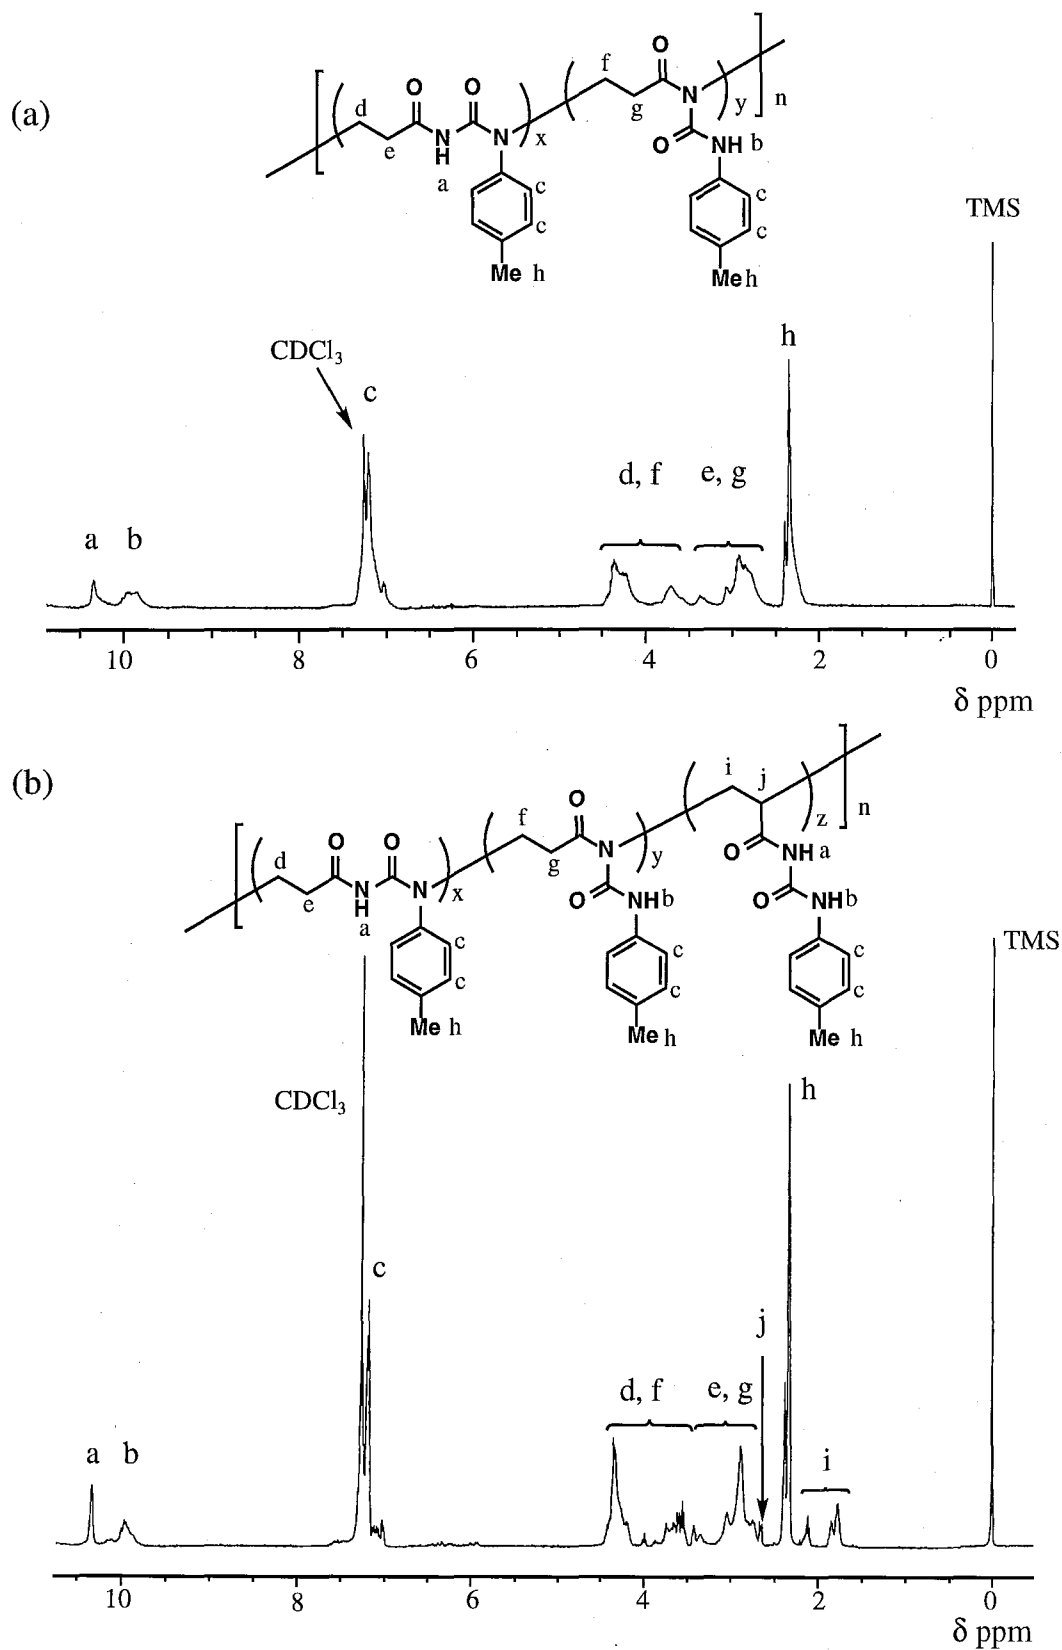 (a)
O
O
O
f
d
e
N
H
a
N
x
g
N
y
n
O
NH b
c
c
c
c
Me h
Me h
TMS
CDCl₃
c
h
d, f
e, g
a
b
10
8
6
4
2
0
δ ppm
(b)
i
j
z
n
O
O
O
f
d
e
N
H
a
N
x
g
N
y
O
NH a
O
NH b
O
NH b
c
c
c
c
c
c
Me h
Me h
Me h
TMS
CDCl₃
h
c
j
d, f
e, g
i
a
b
10
8
6
4
2
0
δ ppm